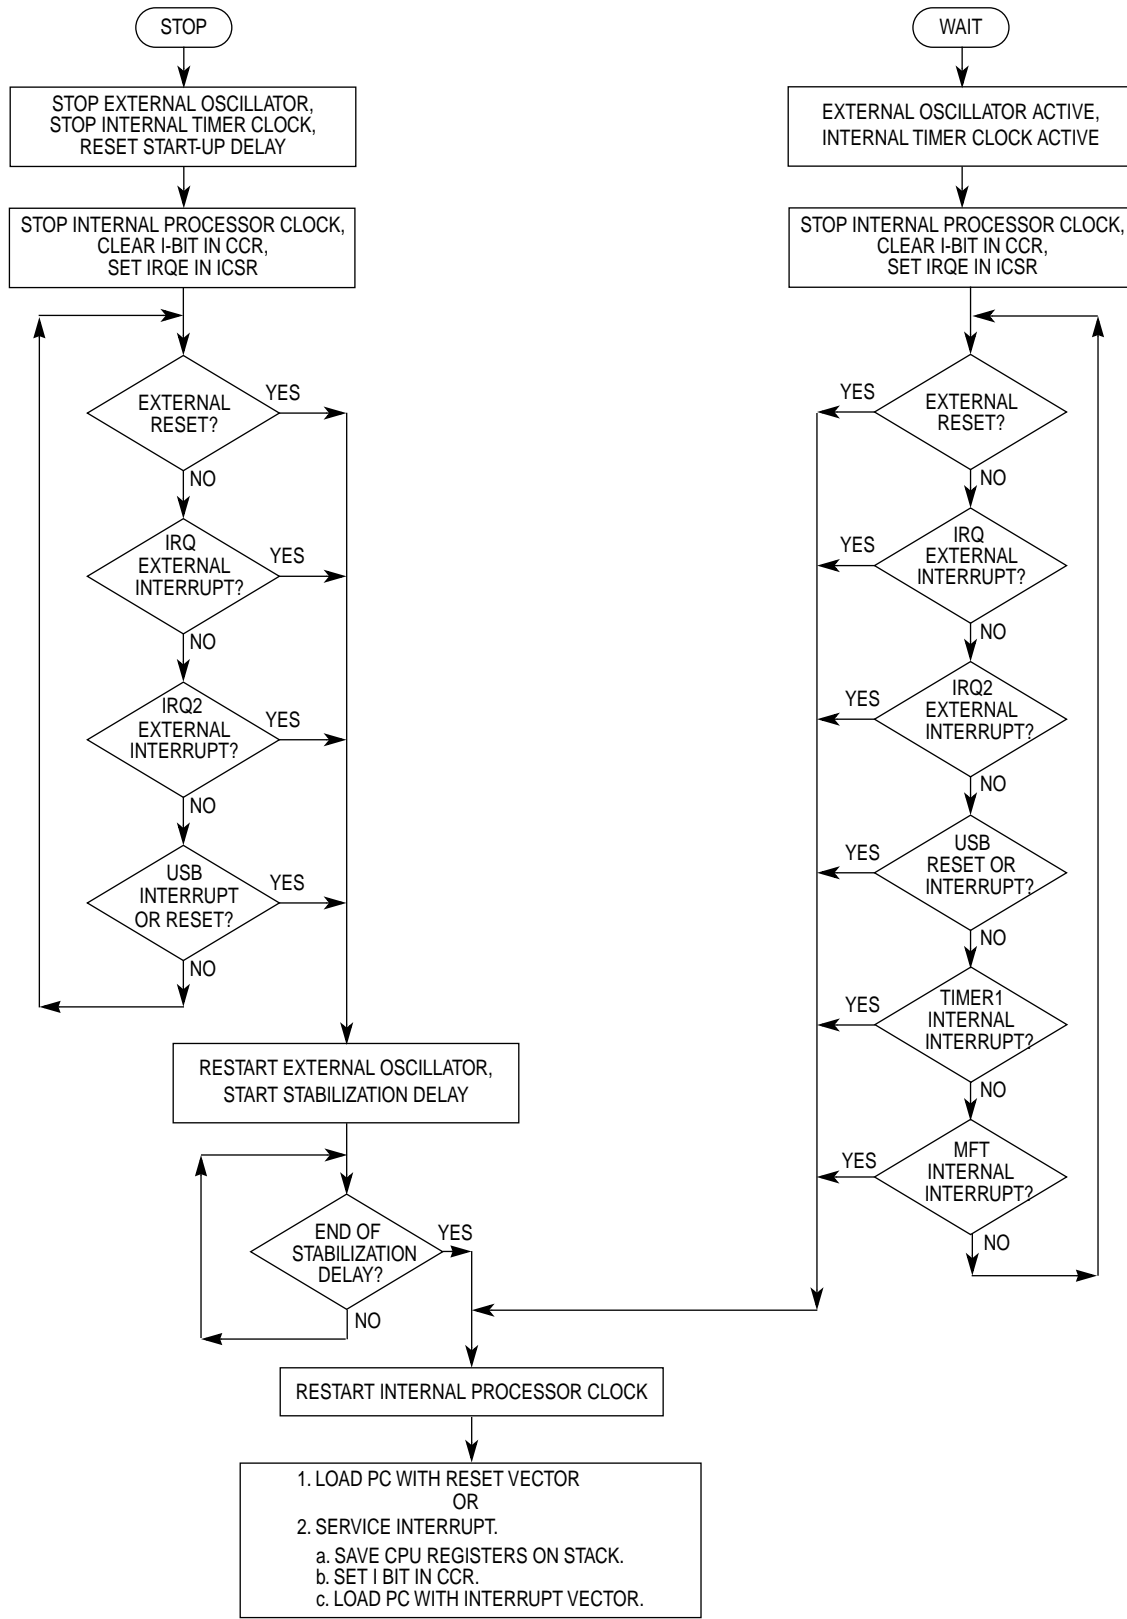 STOP
STOP EXTERNAL OSCILLATOR,
STOP INTERNAL TIMER CLOCK,
RESET START-UP DELAY
STOP INTERNAL PROCESSOR CLOCK,
CLEAR I-BIT IN CCR,
SET IRQE IN ICSR
EXTERNAL
RESET?
YES
NO
IRQ
EXTERNAL
INTERRUPT?
YES
NO
IRQ2
EXTERNAL
INTERRUPT?
YES
NO
USB
INTERRUPT
OR RESET?
YES
NO
RESTART EXTERNAL OSCILLATOR,
START STABILIZATION DELAY
END OF
STABILIZATION
DELAY?
YES
NO
WAIT
EXTERNAL OSCILLATOR ACTIVE,
INTERNAL TIMER CLOCK ACTIVE
STOP INTERNAL PROCESSOR CLOCK,
CLEAR I-BIT IN CCR,
SET IRQE IN ICSR
YES
EXTERNAL
RESET?
NO
YES
IRQ
EXTERNAL
INTERRUPT?
NO
YES
IRQ2
EXTERNAL
INTERRUPT?
NO
YES
USB
RESET OR
INTERRUPT?
NO
YES
TIMER1
INTERNAL
INTERRUPT?
NO
YES
MFT
INTERNAL
INTERRUPT?
NO
RESTART INTERNAL PROCESSOR CLOCK
1. LOAD PC WITH RESET VECTOR
OR
2. SERVICE INTERRUPT.
a. SAVE CPU REGISTERS ON STACK.
b. SET I BIT IN CCR.
c. LOAD PC WITH INTERRUPT VECTOR.